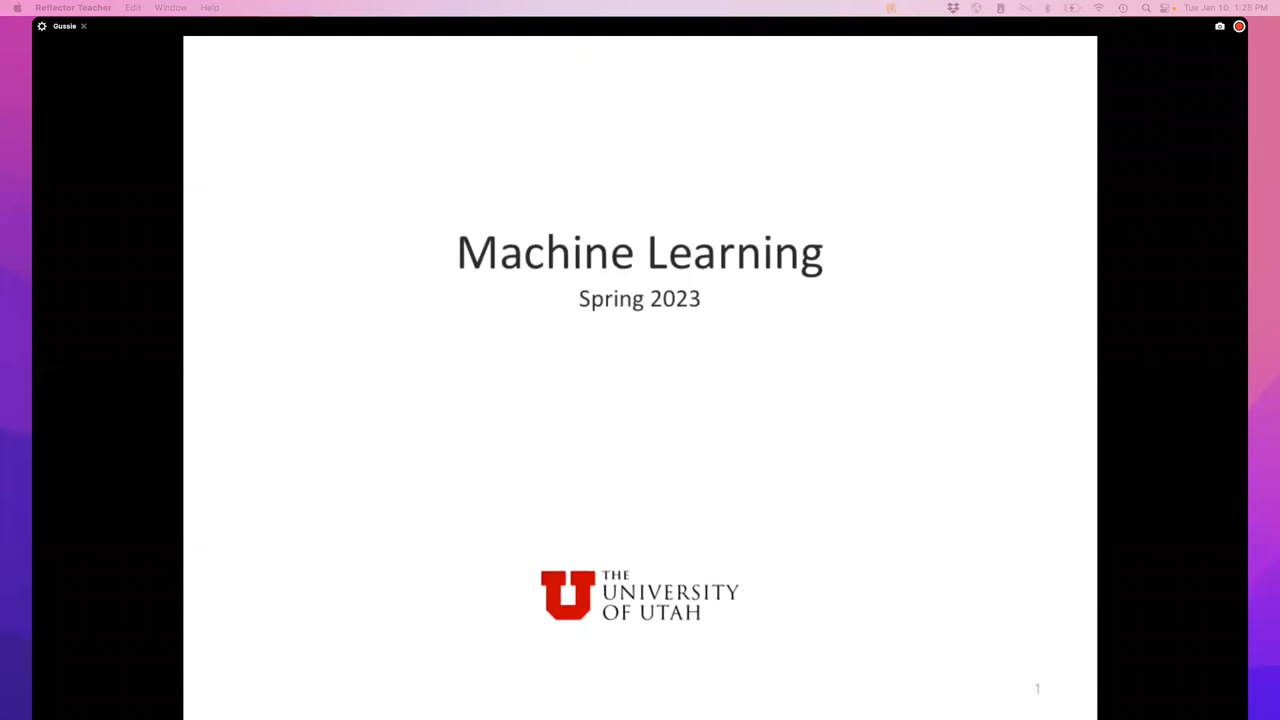 Reflector Teacher Edit Window Help Tue Jan 10 1:28 PM
Gussie
Machine Learning
Spring 2023
THE
UNIVERSITY
OF UTAH
1